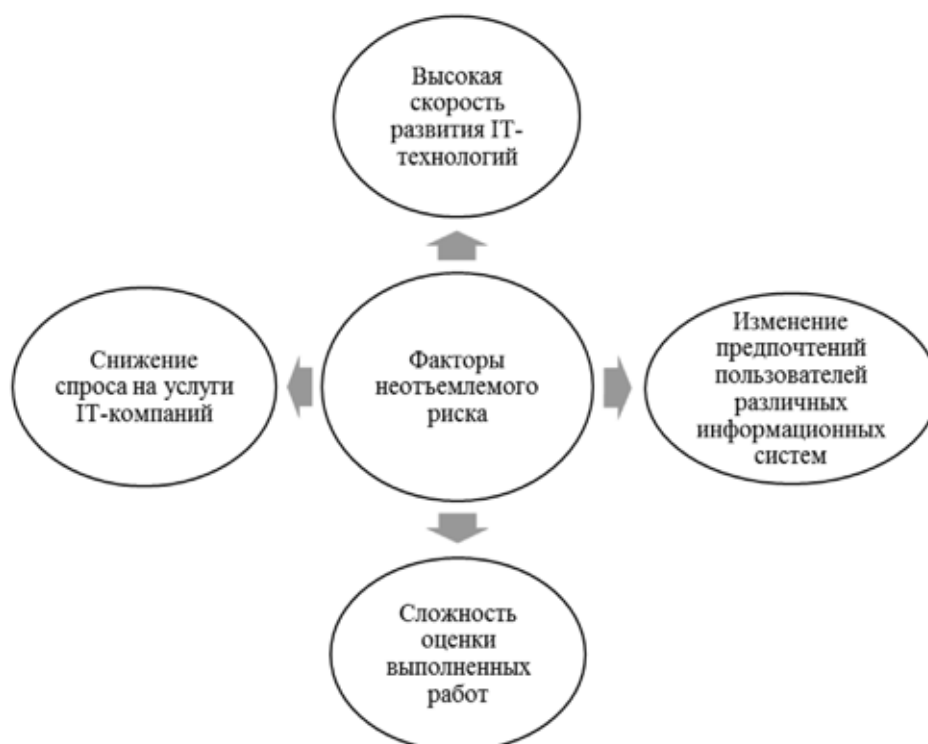 Высокая
скорость
развития IT-
технологий
Снижение
спроса на услуги
IT-компаний
Факторы
неотъемлемого
риска
Изменение
предпочтений
пользователей
различных
информационных
систем
Сложность
оценки
выполненных
работ